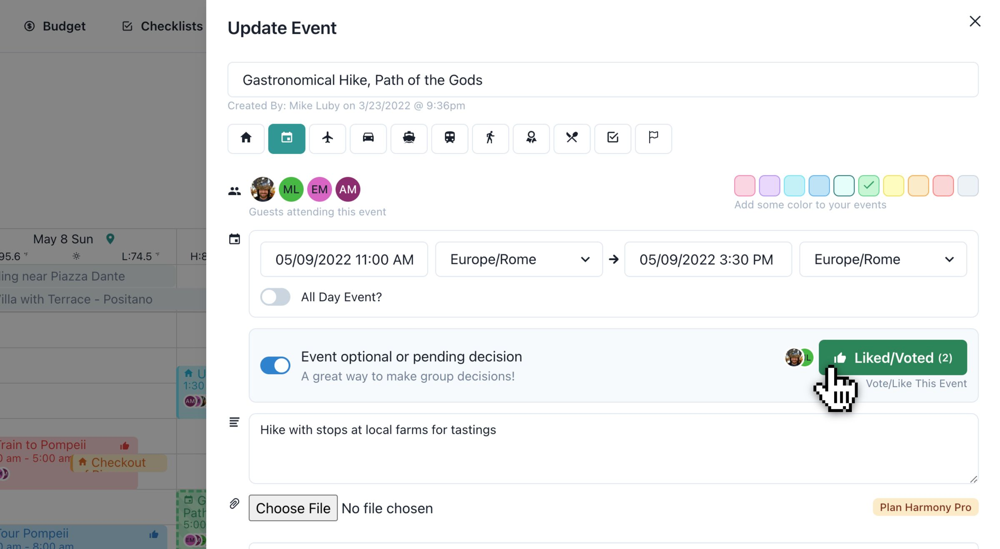 Budget
Checklists
Update Event
Gastronomical Hike, Path of the Gods
Created By: Mike Luby on 3/23/2022 @ 9:36pm
ML EM AM
Guests attending this event
Add some color to your events
05/09/2022 11:00 AM Europe/Rome 05/09/2022 3:30 PM Europe/Rome
All Day Event?
Event optional or pending decision
A great way to make group decisions!
Liked/Voted (2)
Vote/Like This Event
Hike with stops at local farms for tastings
Choose File No file chosen
Plan Harmony Pro
May 8 Sun
95.6 °F L:74.5 °F H:8
ling near Piazza Dante
Villa with Terrace - Positano
U
1:30
AM
Train to Pompeii
0 am - 5:00 am
Checkout
G
Path
5:00
EM
Tour Pompeii
0 am - 8:00 am